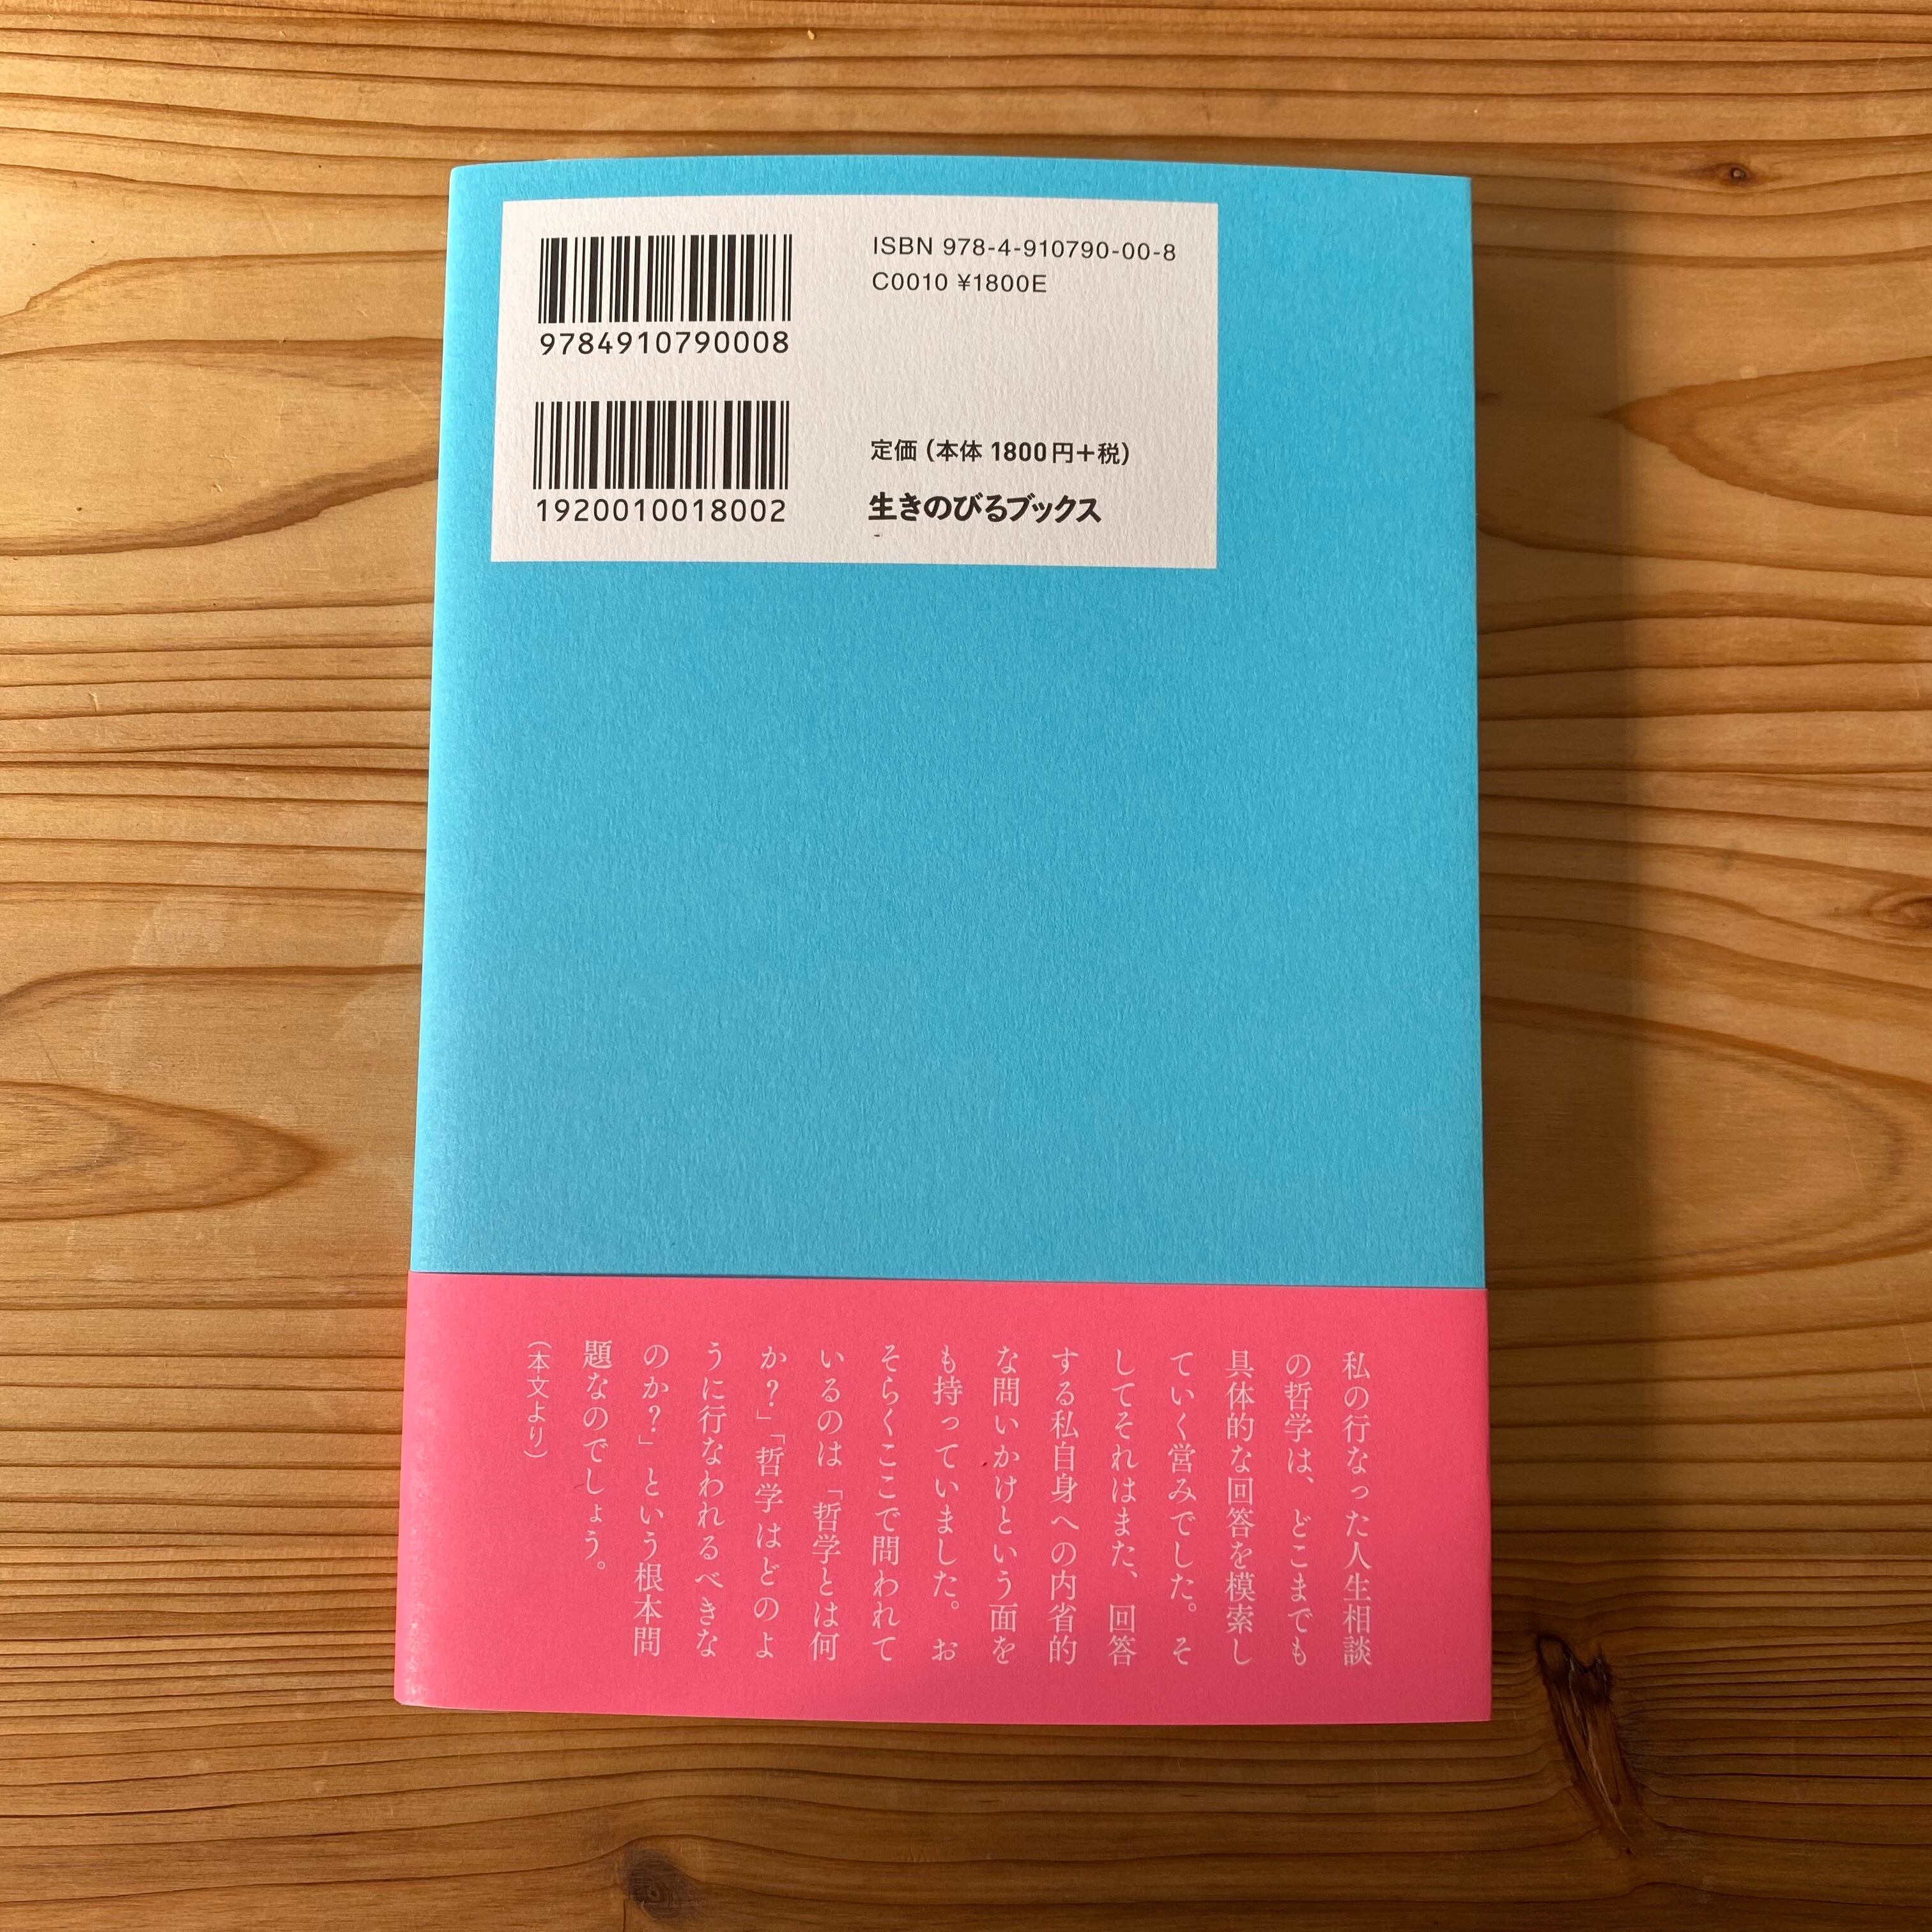 9784910790008
ISBN 978-4-910790-00-8
C0010 ¥1800E
1920010018002
定価（本体 1800円＋税）
生きのびるブックス
私の行なった人生相談
の哲学は、どこまでも
具体的な回答を模索し
ていく営みでした。そ
してそれはまた、回答
する私自身への内省的
な問いかけという面を
も持っていました。お
そらくここで問われて
いるのは「哲学とは何
か？」「哲学はどのよ
うに行なわれるべきな
のか？」という根本問
題なのでしょう。
（本文より）